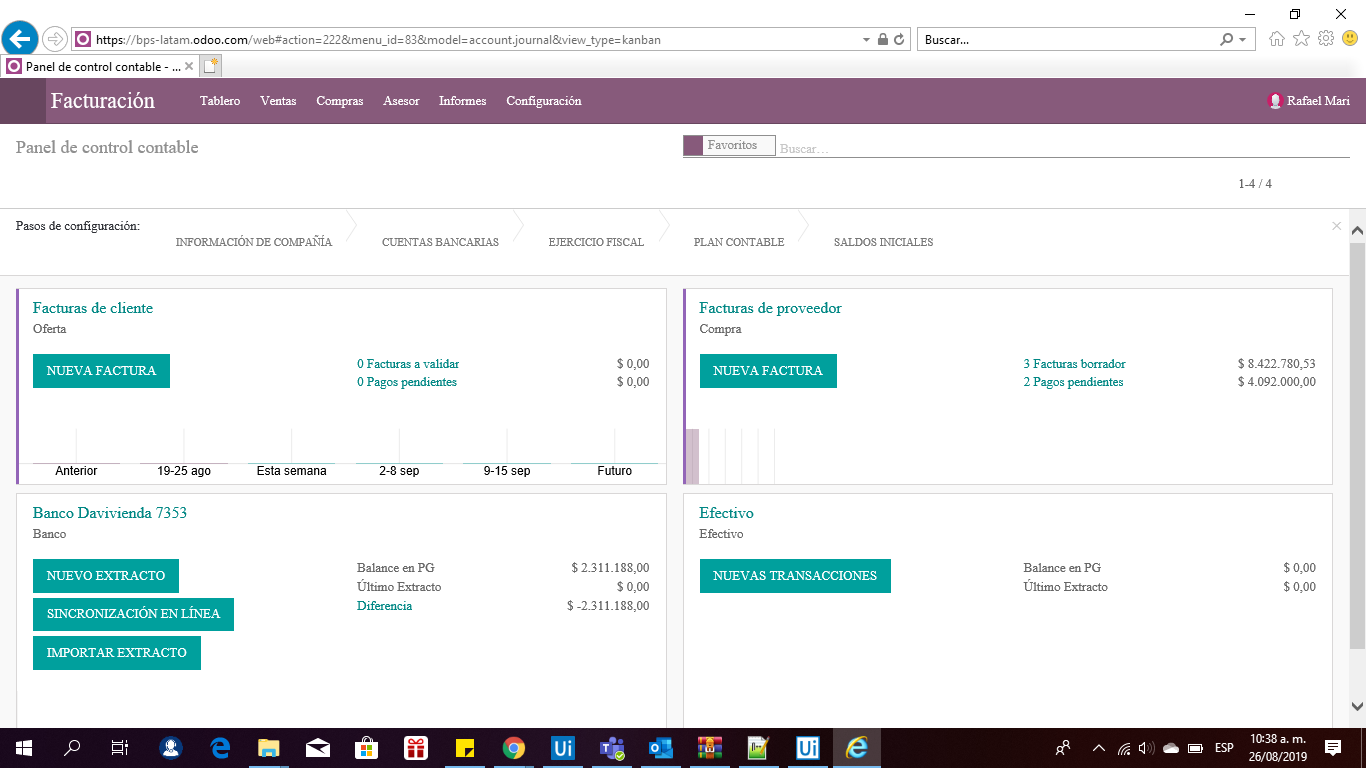 https://bps-latam.odoo.com/web#action=222&menu_id=83&model=account.journal&view_type=kanban
Buscar...
Panel de control contable - ...
Facturación Tablero Ventas Compras Asesor Informes Configuración Rafael Mari
Panel de control contable
Favoritos Buscar...
1-4 / 4
Pasos de configuración:
INFORMACIÓN DE COMPAÑÍA CUENTAS BANCARIAS EJERCICIO FISCAL PLAN CONTABLE SALDOS INICIALES
Facturas de cliente
Oferta
NUEVA FACTURA
0 Facturas a validar $ 0,00
0 Pagos pendientes $ 0,00
Anterior 19-25 ago Esta semana 2-8 sep 9-15 sep Futuro
Facturas de proveedor
Compra
NUEVA FACTURA
3 Facturas borrador $ 8.422.780,53
2 Pagos pendientes $ 4.092.000,00
Banco Davivienda 7353
Banco
NUEVO EXTRACTO
SINCRONIZACIÓN EN LÍNEA
IMPORTAR EXTRACTO
Balance en PG $ 2.311.188,00
Último Extracto $ 0,00
Diferencia $ -2.311.188,00
Efectivo
Efectivo
NUEVAS TRANSACCIONES
Balance en PG $ 0,00
Último Extracto $ 0,00
Ui
Ui
ESP
10:38 a. m.
26/08/2019